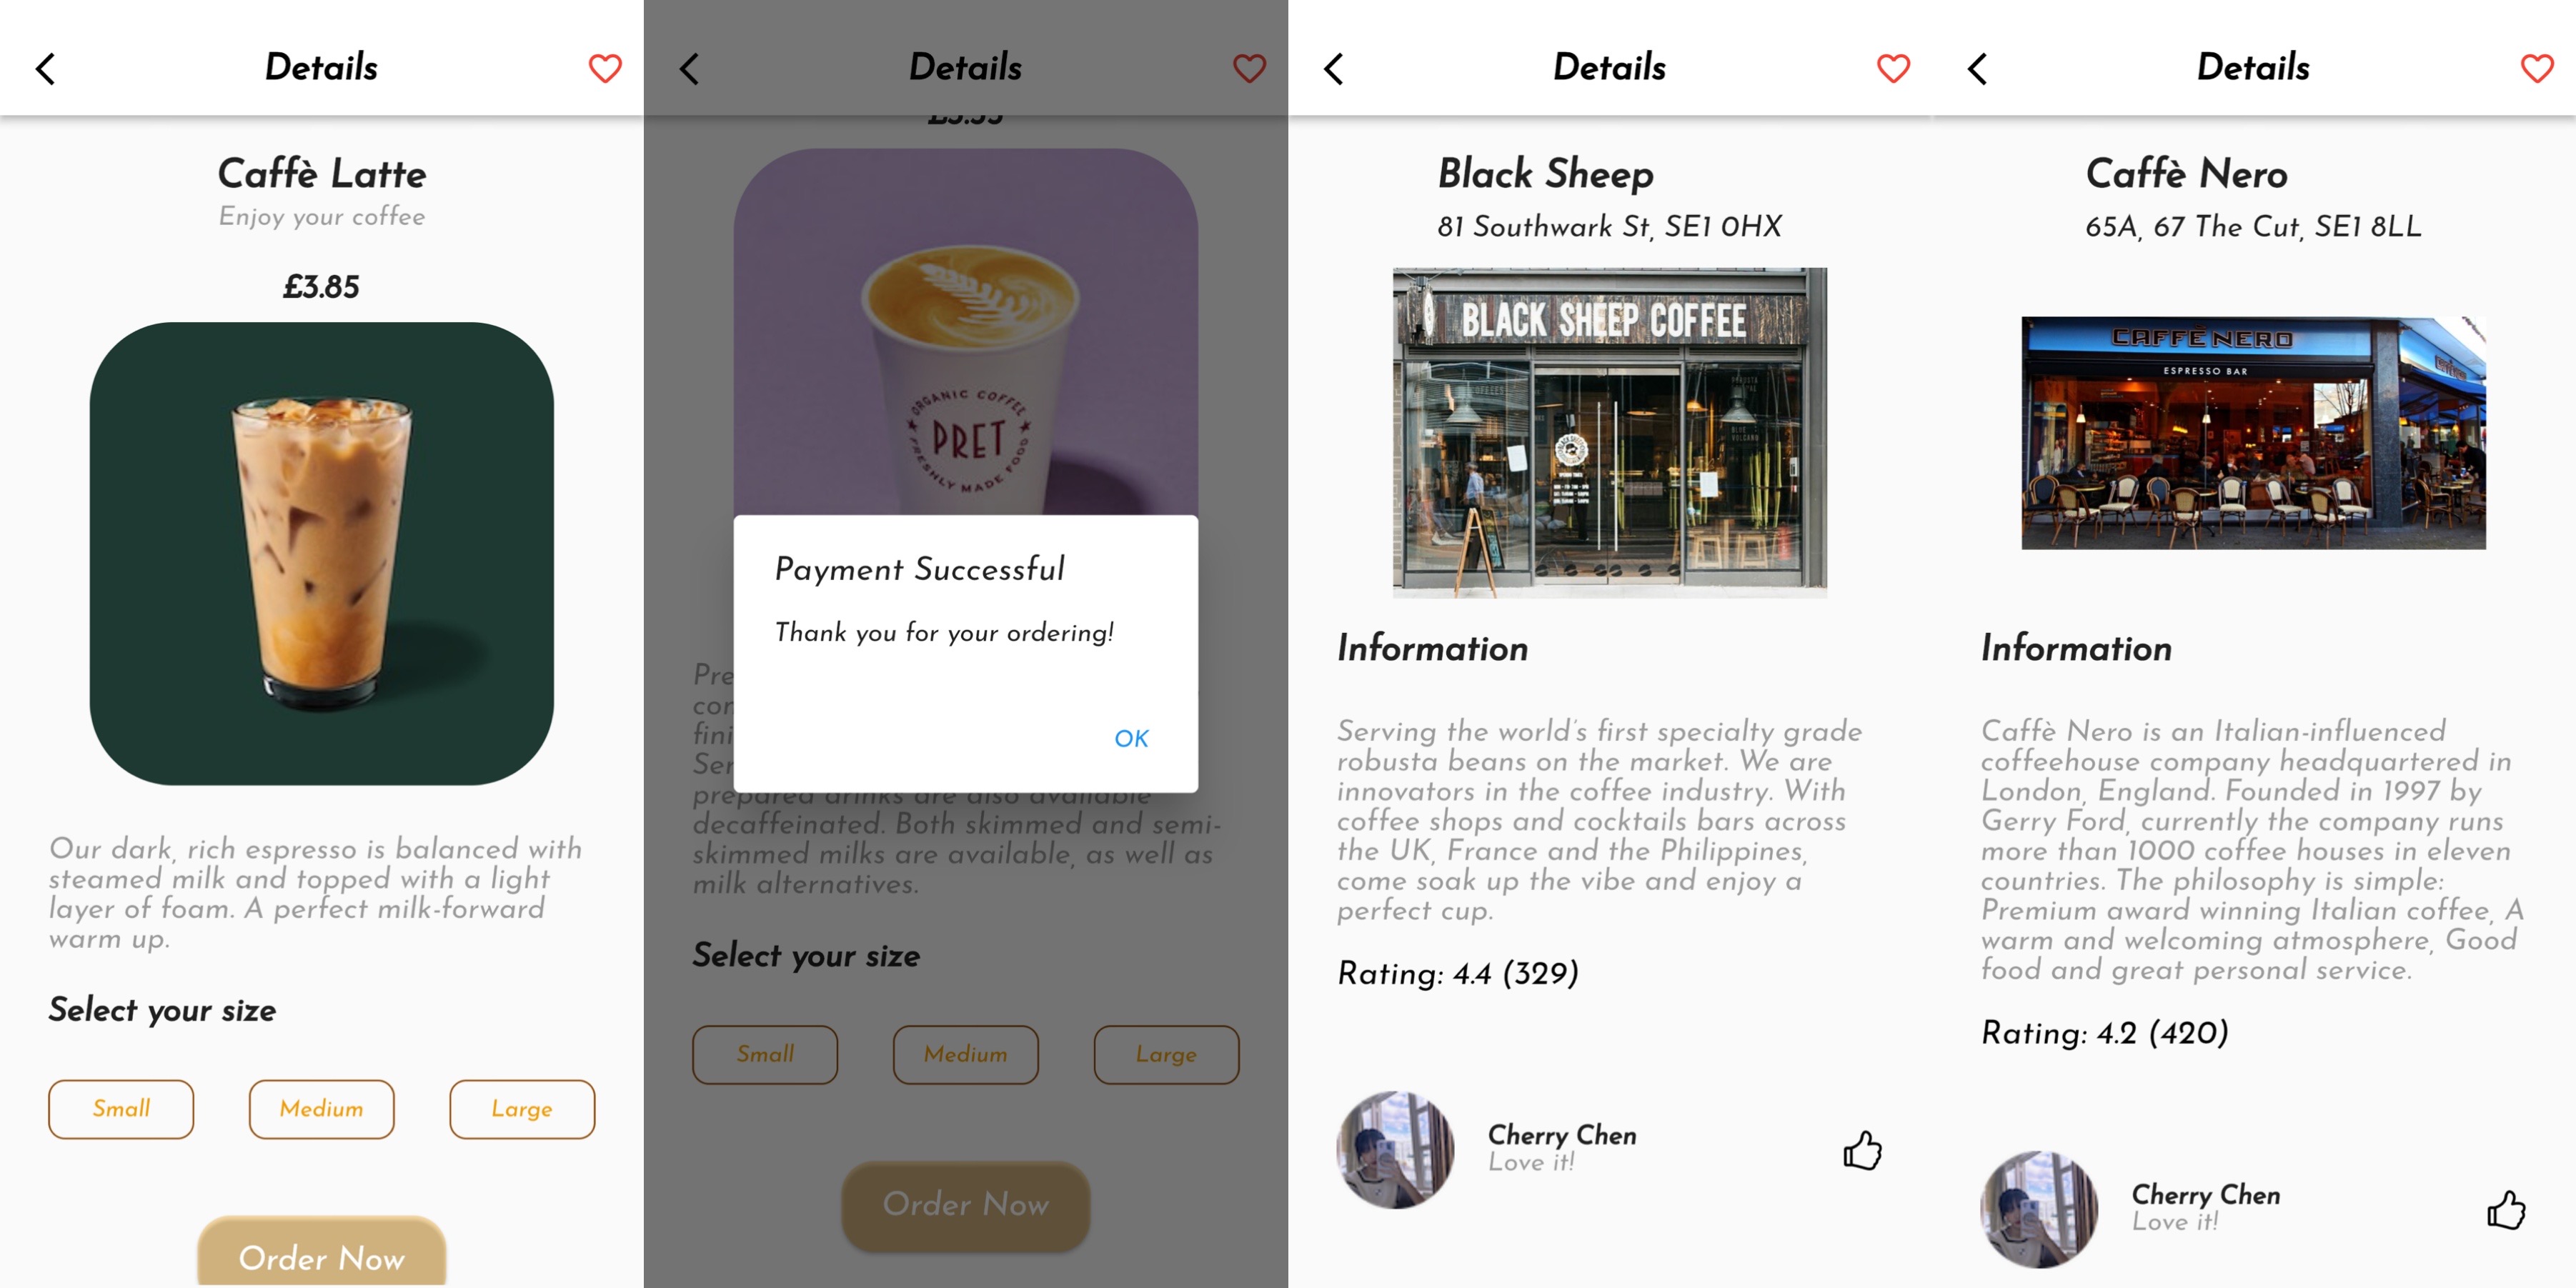 Details
Caffè Latte
Enjoy your coffee
£3.85
Our dark, rich espresso is balanced with
steamed milk and topped with a light
layer of foam. A perfect milk-forward
warm up.
Select your size
Small
Medium
Large
Order Now
Details
ORGANIC COFFEE
PRET
FRESHLY MADE FOOD
Payment Successful
Thank you for your ordering!
OK
prepared drinks are also available
decaffeinated. Both skimmed and semi-
skimmed milks are available, as well as
milk alternatives.
Select your size
Small
Medium
Large
Order Now
Details
Black Sheep
81 Southwark St, SE1 0HX
BLACK SHEEP COFFEE
Information
Serving the world's first specialty grade
robusta beans on the market. We are
innovators in the coffee industry. With
coffee shops and cocktails bars across
the UK, France and the Philippines,
come soak up the vibe and enjoy a
perfect cup.
Rating: 4.4 (329)
Cherry Chen
Love it!
Details
Caffè Nero
65A, 67 The Cut, SE1 8LL
CAFFÈ NERO
ESPRESSO BAR
Information
Caffè Nero is an Italian-influenced
coffeehouse company headquartered in
London, England. Founded in 1997 by
Gerry Ford, currently the company runs
more than 1000 coffee houses in eleven
countries. The philosophy is simple:
Premium award winning Italian coffee, A
warm and welcoming atmosphere, Good
food and great personal service.
Rating: 4.2 (420)
Cherry Chen
Love it!